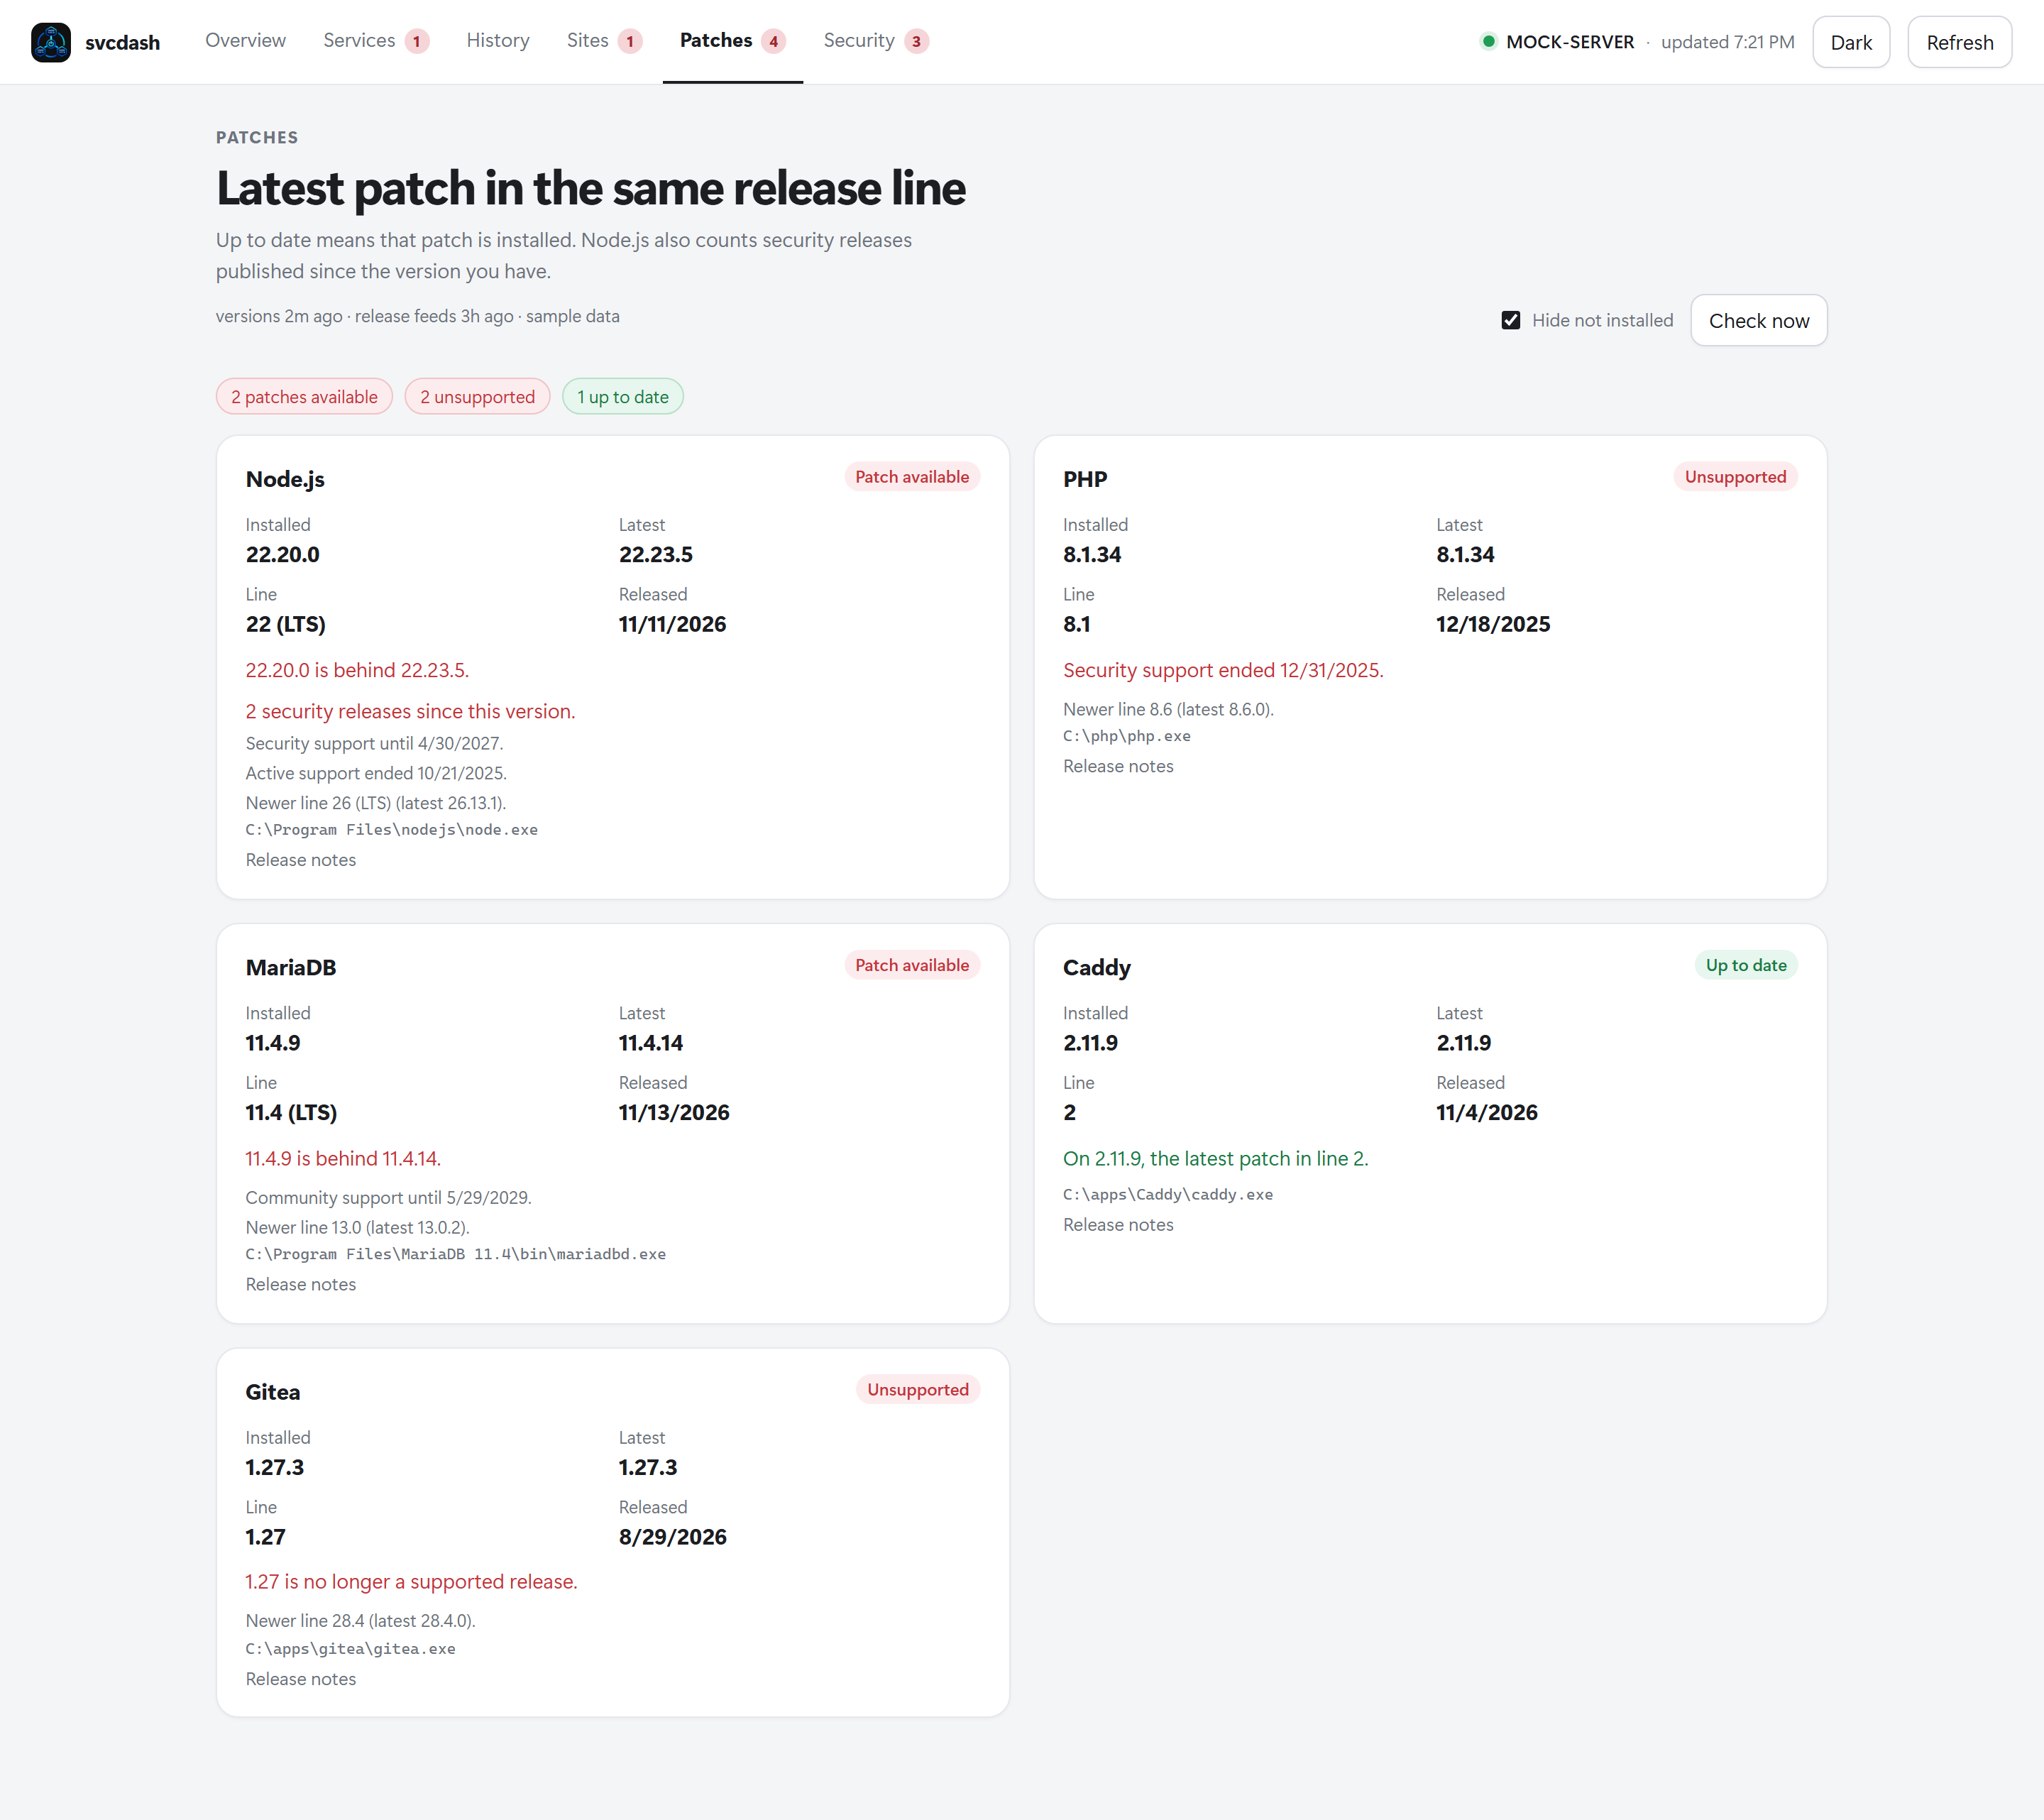 svcdash Overview Services 1 History Sites 1 Patches 4 Security 3 MOCK-SERVER · updated 7:21 PM Dark Refresh
PATCHES
Latest patch in the same release line
Up to date means that patch is installed. Node.js also counts security releases
published since the version you have.
versions 2m ago · release feeds 3h ago · sample data
Hide not installed Check now
2 patches available 2 unsupported 1 up to date
Node.js Patch available
Installed Latest
22.20.0 22.23.5
Line Released
22 (LTS) 11/11/2026
22.20.0 is behind 22.23.5.
2 security releases since this version.
Security support until 4/30/2027.
Active support ended 10/21/2025.
Newer line 26 (LTS) (latest 26.13.1).
C:\Program Files\nodejs\node.exe
Release notes
PHP Unsupported
Installed Latest
8.1.34 8.1.34
Line Released
8.1 12/18/2025
Security support ended 12/31/2025.
Newer line 8.6 (latest 8.6.0).
C:\php\php.exe
Release notes
MariaDB Patch available
Installed Latest
11.4.9 11.4.14
Line Released
11.4 (LTS) 11/13/2026
11.4.9 is behind 11.4.14.
Community support until 5/29/2029.
Newer line 13.0 (latest 13.0.2).
C:\Program Files\MariaDB 11.4\bin\mariadbd.exe
Release notes
Caddy Up to date
Installed Latest
2.11.9 2.11.9
Line Released
2 11/4/2026
On 2.11.9, the latest patch in line 2.
C:\apps\Caddy\caddy.exe
Release notes
Gitea Unsupported
Installed Latest
1.27.3 1.27.3
Line Released
1.27 8/29/2026
1.27 is no longer a supported release.
Newer line 28.4 (latest 28.4.0).
C:\apps\gitea\gitea.exe
Release notes